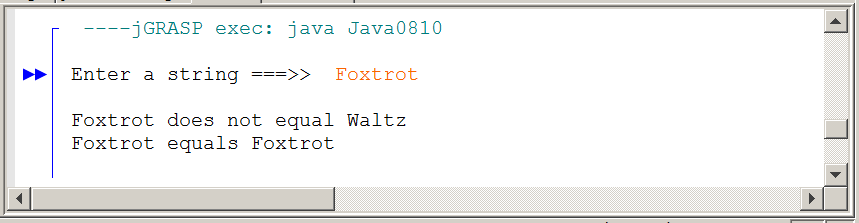 ----jGRASP exec: java Java0810
Enter a string ===>>  Foxtrot
Foxtrot does not equal Waltz
Foxtrot equals Foxtrot